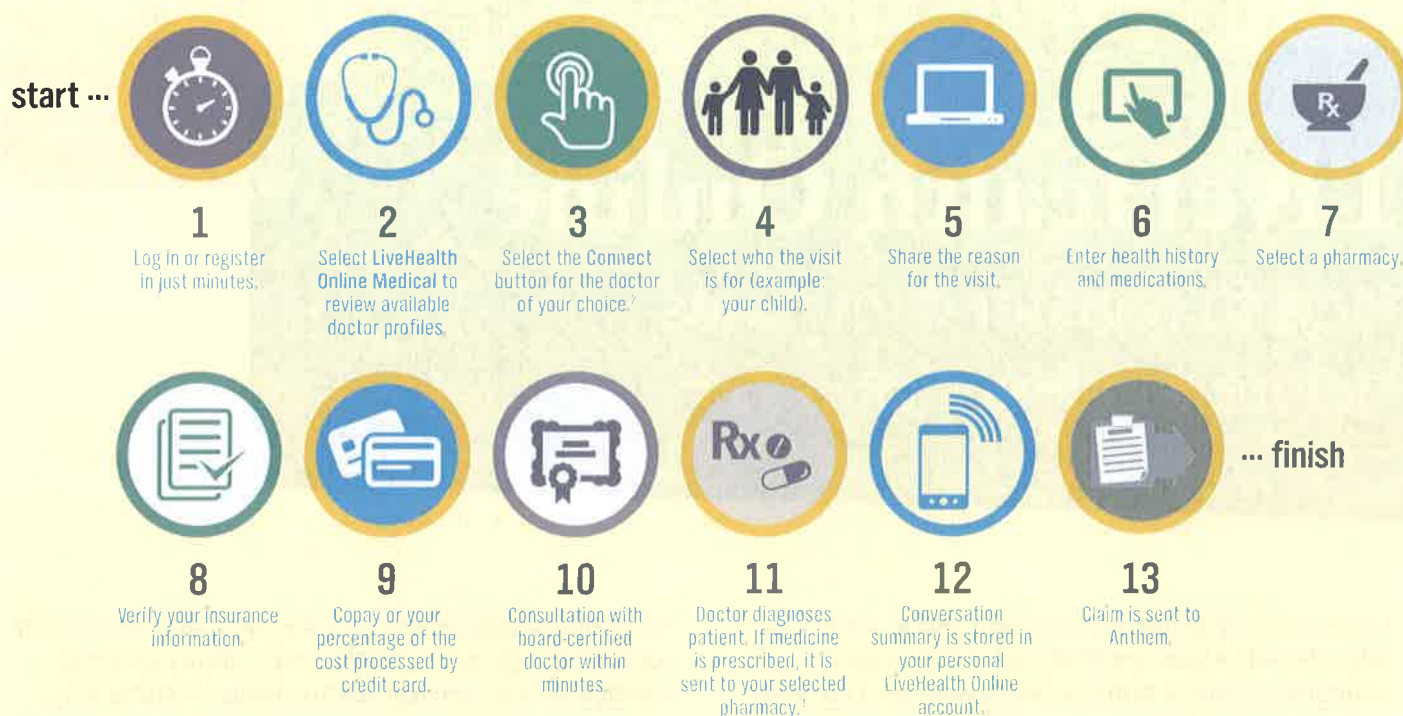 start ...
1
Log in or register
in just minutes.
2
Select LiveHealth
Online Medical to
review available
doctor profiles.
3
Select the Connect
button for the doctor
of your choice.²
4
Select who the visit
is for (example:
your child).
5
Share the reason
for the visit.
6
Enter health history
and medications.
7
Select a pharmacy.
Rx
8
Verify your insurance
information.
9
Copay or your
percentage of the
cost processed by
credit card.
10
Consultation with
board-certified
doctor within
minutes.
11
Doctor diagnoses
patient. If medicine
is prescribed, it is
sent to your selected
pharmacy.
Rx
12
Conversation
summary is stored in
your personal
LiveHealth Online
account.
13
Claim is sent to
Anthem.
... finish